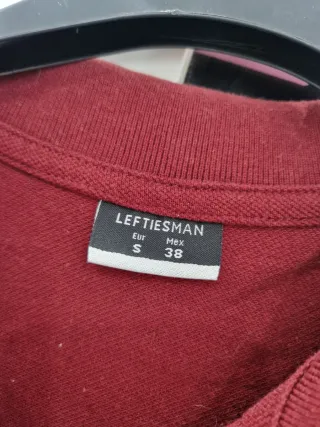 LEFTIESMAN
Eur Mex
S 38